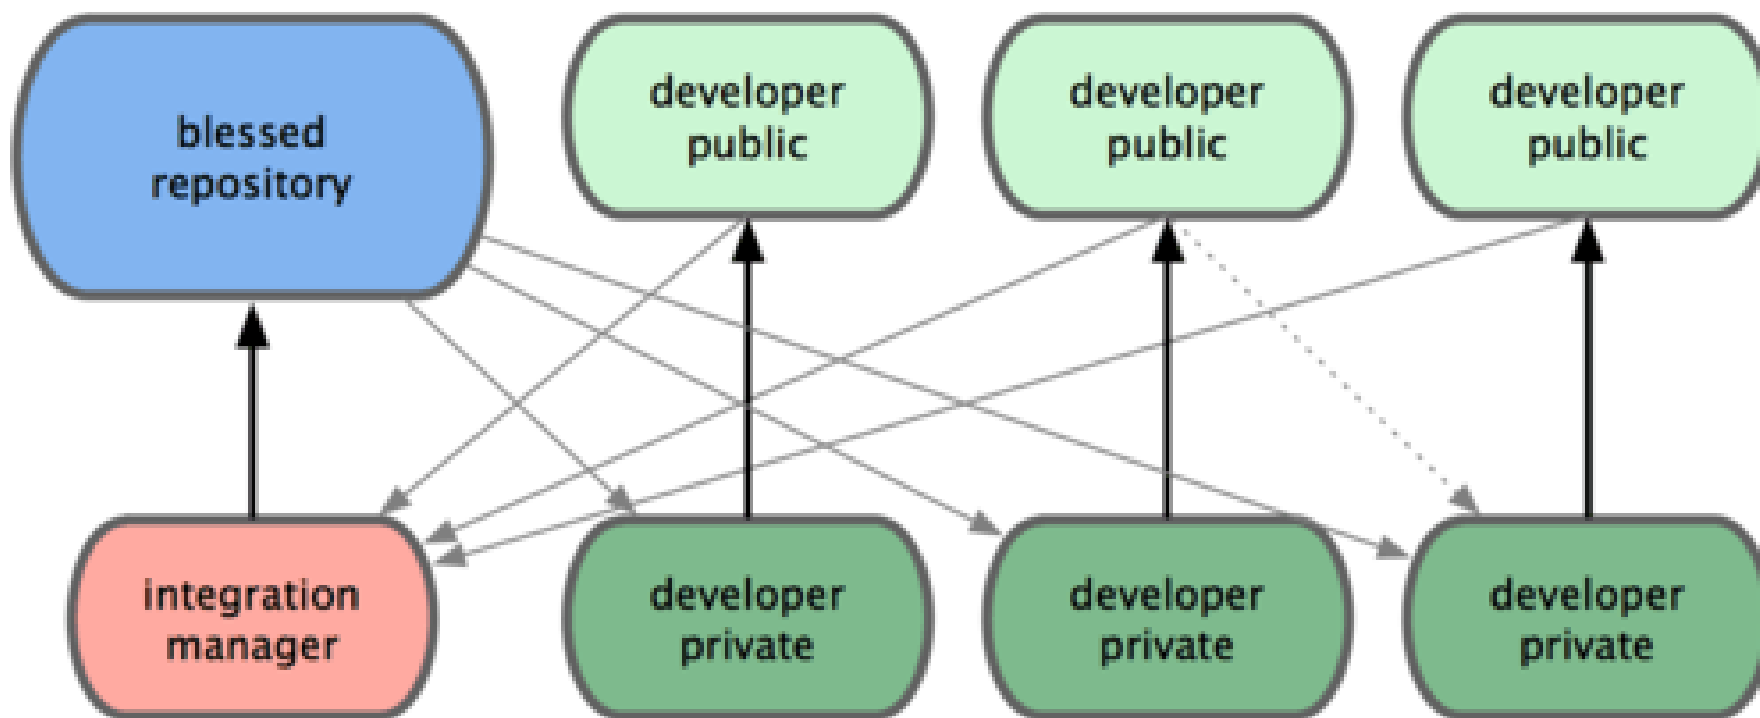 blessed
repository
developer
public
developer
public
developer
public
integration
manager
developer
private
developer
private
developer
private